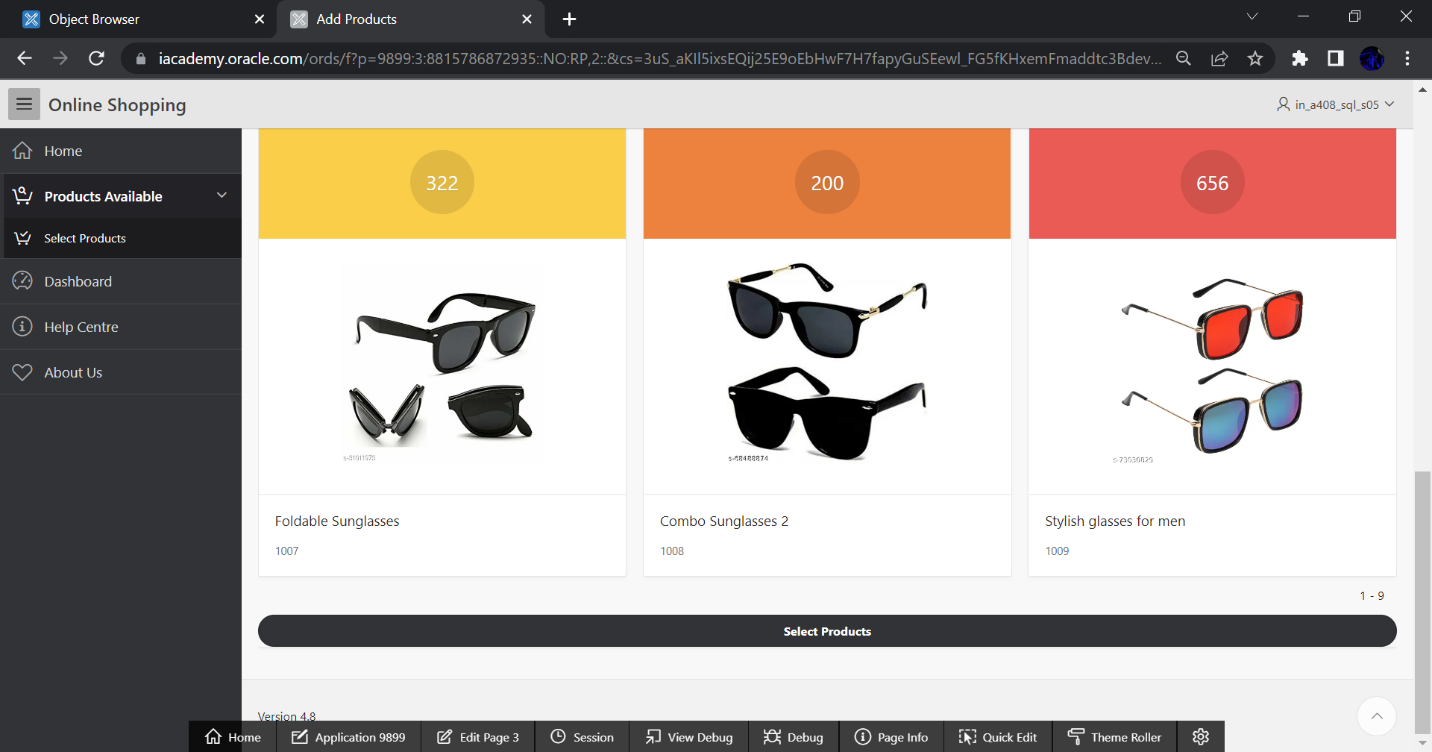 Object Browser
Add Products
iacademy.oracle.com/ords/f?p=9899:3:8815786872935::NO:RP,2::&cs=3uS_aKIl5ixsEQij25E9oEbHwF7H7fapyGuSEewl_FG5fKHxemFmaddtc3Bdev...
Online Shopping
in_a408_sql_s05
Home
Products Available
Select Products
Dashboard
Help Centre
About Us
322
200
656
s-68488874
s-73536829
Foldable Sunglasses
Combo Sunglasses 2
Stylish glasses for men
1007
1008
1009
1 - 9
Select Products
Version 4.8
Home
Application 9899
Edit Page 3
Session
View Debug
Debug
Page Info
Quick Edit
Theme Roller